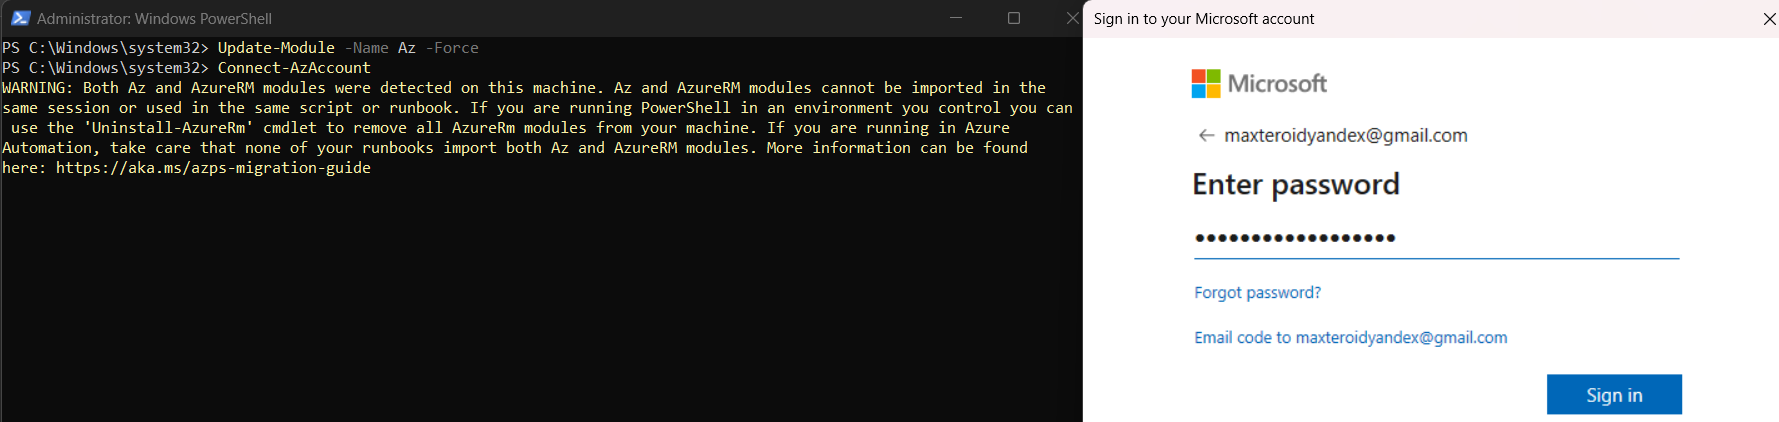 Administrator: Windows PowerShell
PS C:\Windows\system32> Update-Module -Name Az -Force
PS C:\Windows\system32> Connect-AzAccount
WARNING: Both Az and AzureRM modules were detected on this machine. Az and AzureRM modules cannot be imported in the
same session or used in the same script or runbook. If you are running PowerShell in an environment you control you can
use the 'Uninstall-AzureRm' cmdlet to remove all AzureRm modules from your machine. If you are running in Azure
Automation, take care that none of your runbooks import both Az and AzureRM modules. More information can be found
here: https://aka.ms/azps-migration-guide
Sign in to your Microsoft account
Microsoft
← maxteroidyandex@gmail.com
Enter password
••••••••••••••••••
Forgot password?
Email code to maxteroidyandex@gmail.com
Sign in